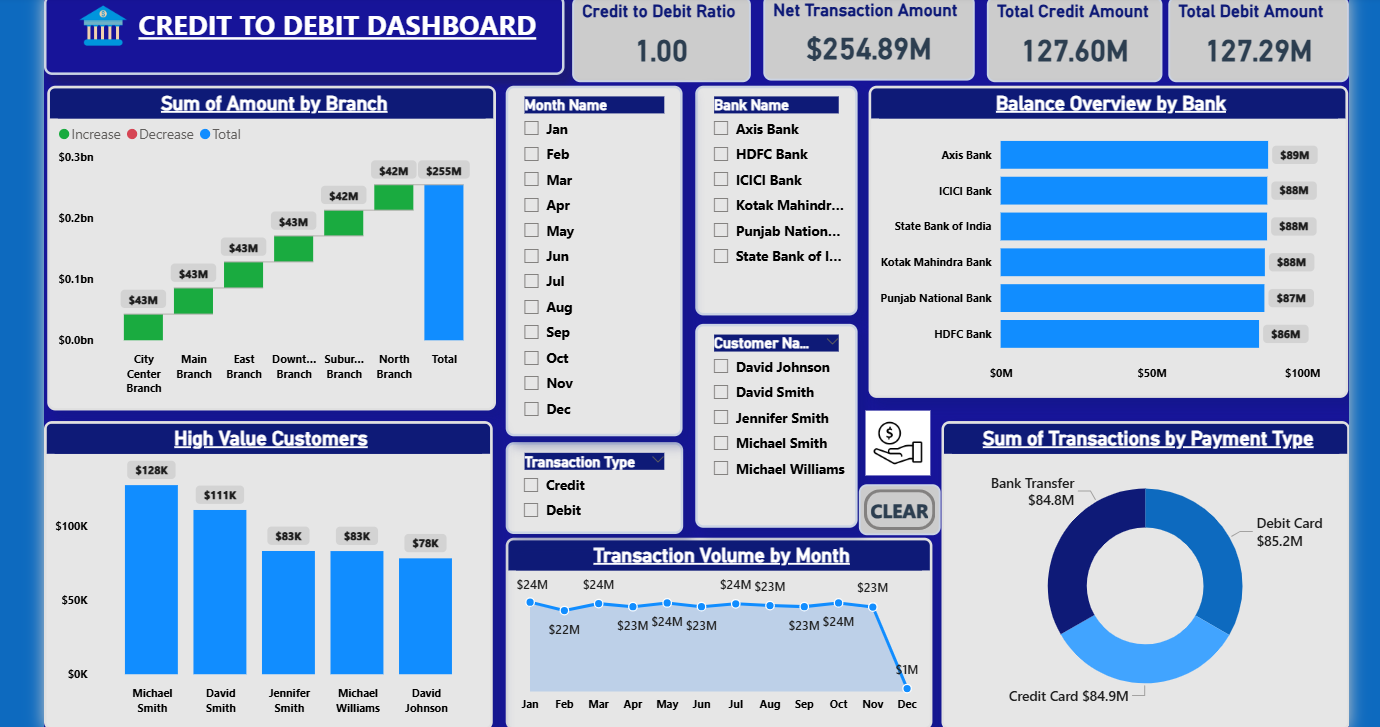 CREDIT TO DEBIT DASHBOARD
Credit to Debit Ratio
1.00
Net Transaction Amount
$254.89M
Total Credit Amount
127.60M
Total Debit Amount
127.29M
Sum of Amount by Branch
Increase Decrease Total
$0.3bn
$0.2bn
$0.1bn
$0.0bn
$43M
$43M
$43M
$43M
$42M
$42M
$255M
City Center Branch
Main Branch
East Branch
Downt... Branch
Subur... Branch
North Branch
Total
Month Name
Jan
Feb
Mar
Apr
May
Jun
Jul
Aug
Sep
Oct
Nov
Dec
Bank Name
Axis Bank
HDFC Bank
ICICI Bank
Kotak Mahindr...
Punjab Nation...
State Bank of I...
Balance Overview by Bank
Axis Bank $89M
ICICI Bank $88M
State Bank of India $88M
Kotak Mahindra Bank $88M
Punjab National Bank $87M
HDFC Bank $86M
$0M $50M $100M
Customer Na...
David Johnson
David Smith
Jennifer Smith
Michael Smith
Michael Williams
$
CLEAR
Transaction Type
Credit
Debit
High Value Customers
$100K
$50K
$0K
$128K
$111K
$83K
$83K
$78K
Michael Smith
David Smith
Jennifer Smith
Michael Williams
David Johnson
Transaction Volume by Month
$24M
$22M
$24M
$23M
$24M
$23M
$24M
$23M
$23M
$24M
$23M
$1M
Jan Feb Mar Apr May Jun Jul Aug Sep Oct Nov Dec
Sum of Transactions by Payment Type
Bank Transfer
$84.8M
Debit Card
$85.2M
Credit Card $84.9M